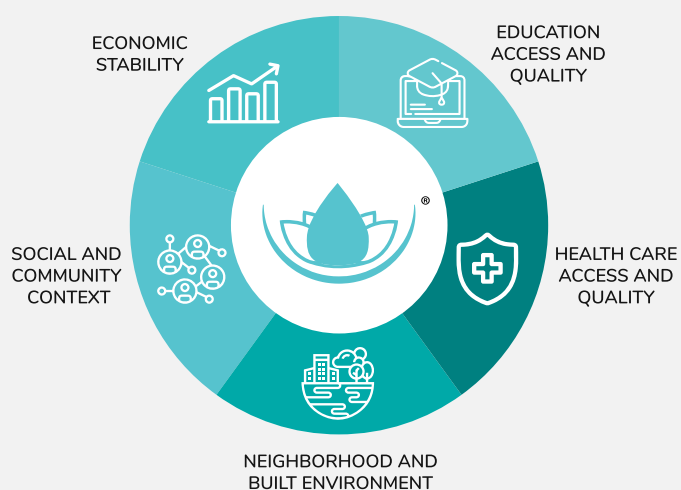 ECONOMIC
STABILITY
EDUCATION
ACCESS AND
QUALITY
®
SOCIAL AND
COMMUNITY
CONTEXT
HEALTH CARE
ACCESS AND
QUALITY
NEIGHBORHOOD AND
BUILT ENVIRONMENT